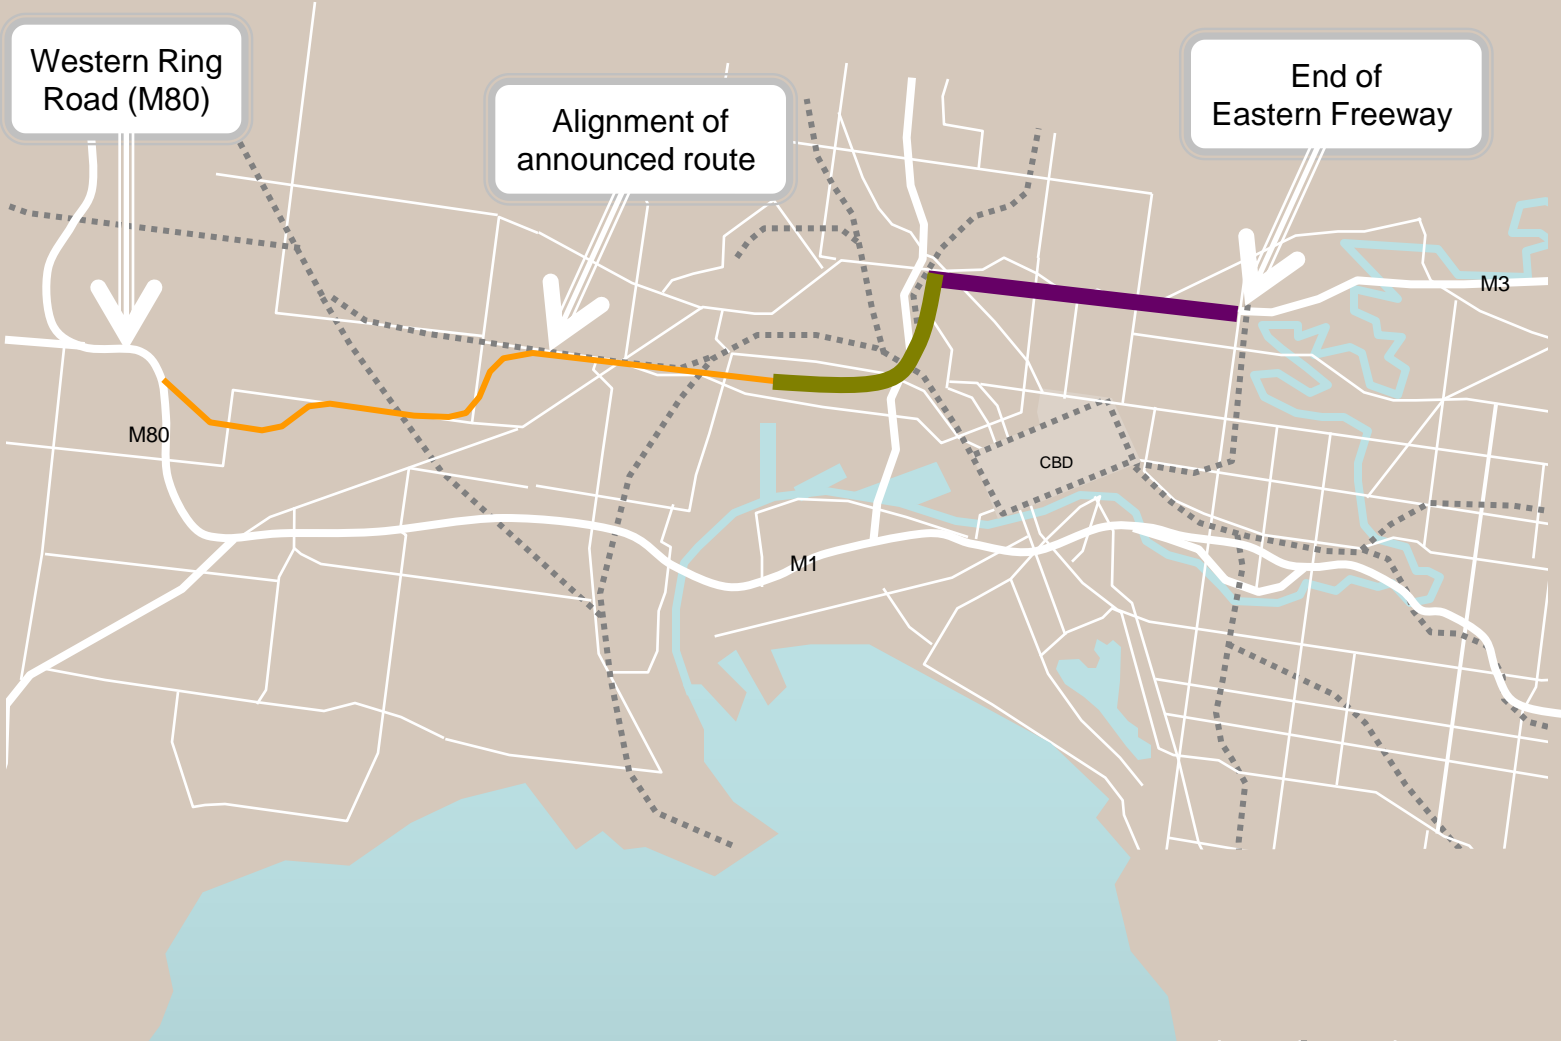 Western Ring
Road (M80)
Alignment of
announced route
End of
Eastern Freeway
M3
M80
CBD
M1